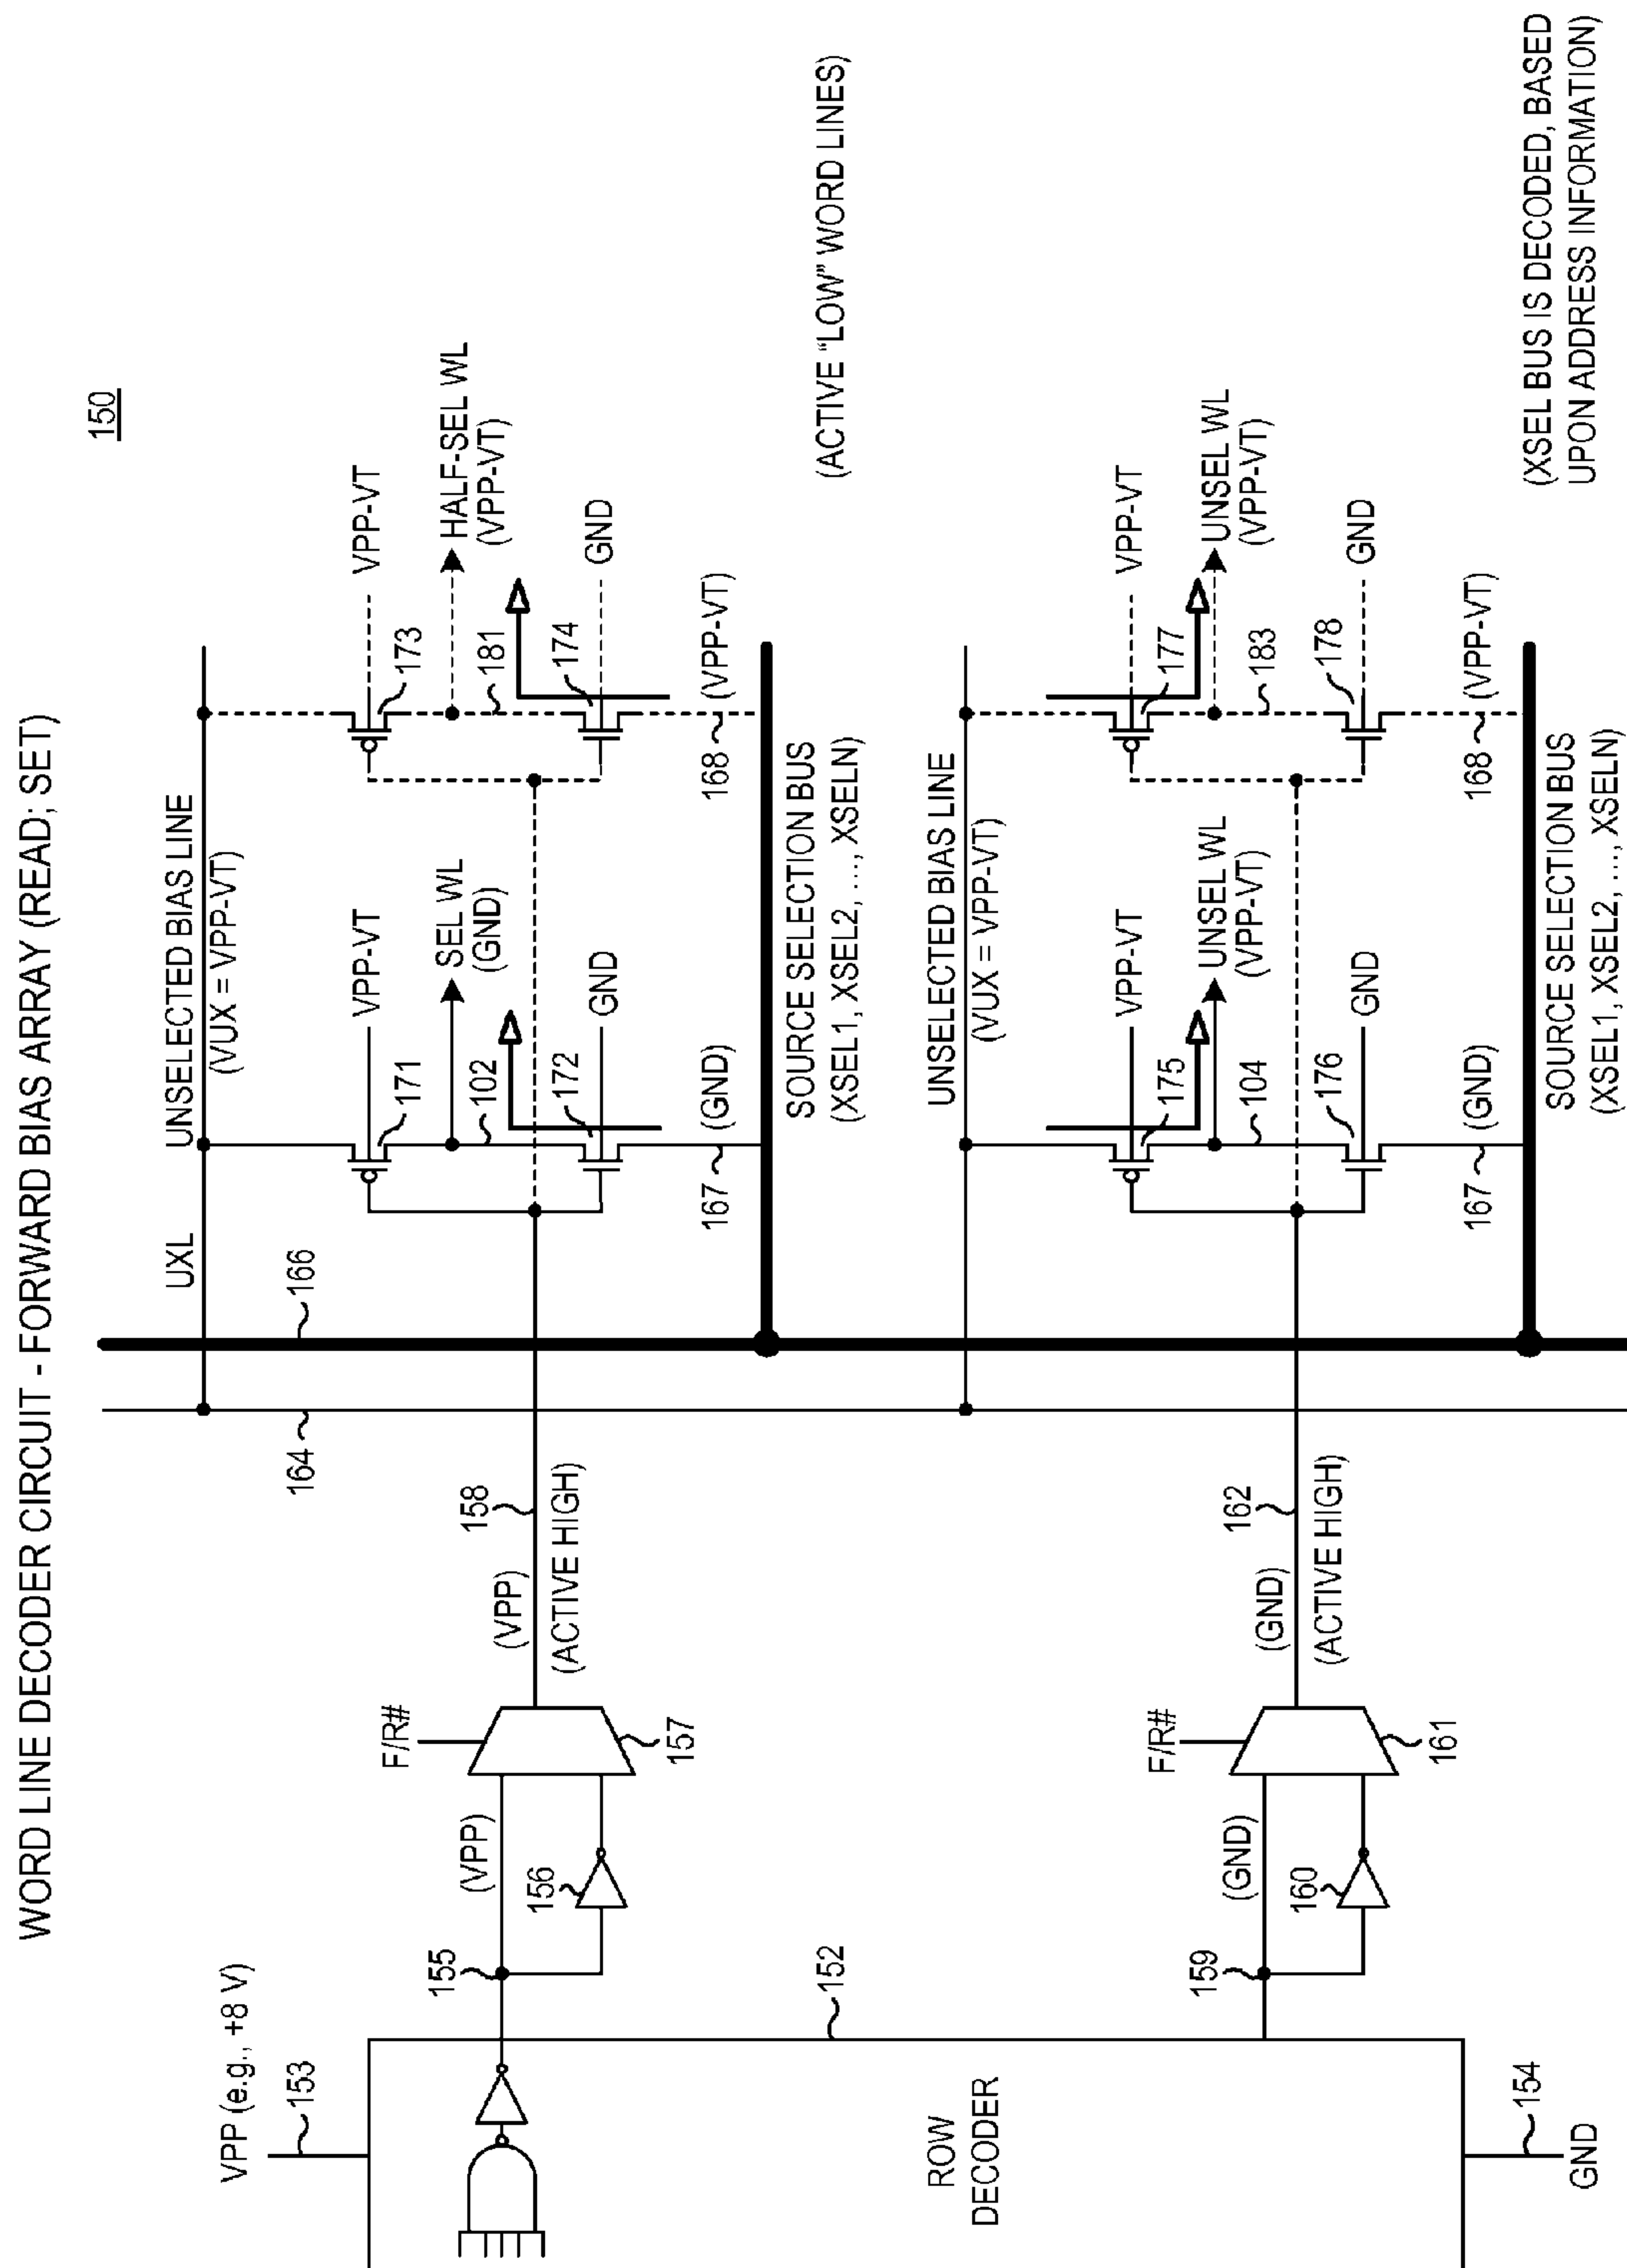 WORD LINE DECODER CIRCUIT - FORWARD BIAS ARRAY (READ; SET)
150
VPP (e.g., +8 V)
153
ROW
DECODER
152
154
GND
155
(VPP)
156
F/R#
157
(VPP)
158
(ACTIVE HIGH)
164
166
UXL
UNSELECTED BIAS LINE
(VUX = VPP-VT)
VPP-VT
171
SEL WL
(GND)
102
172
GND
167
(GND)
VPP-VT
173
HALF-SEL WL
(VPP-VT)
181
174
GND
168
(VPP-VT)
SOURCE SELECTION BUS
(XSEL1, XSEL2, ..., XSELN)
(ACTIVE "LOW" WORD LINES)
159
(GND)
160
F/R#
161
(GND)
162
(ACTIVE HIGH)
UNSELECTED BIAS LINE
(VUX = VPP-VT)
VPP-VT
175
UNSEL WL
(VPP-VT)
104
176
GND
167
(GND)
VPP-VT
177
UNSEL WL
(VPP-VT)
183
178
GND
168
(VPP-VT)
SOURCE SELECTION BUS
(XSEL1, XSEL2, ..., XSELN)
(XSEL BUS IS DECODED, BASED
UPON ADDRESS INFORMATION)